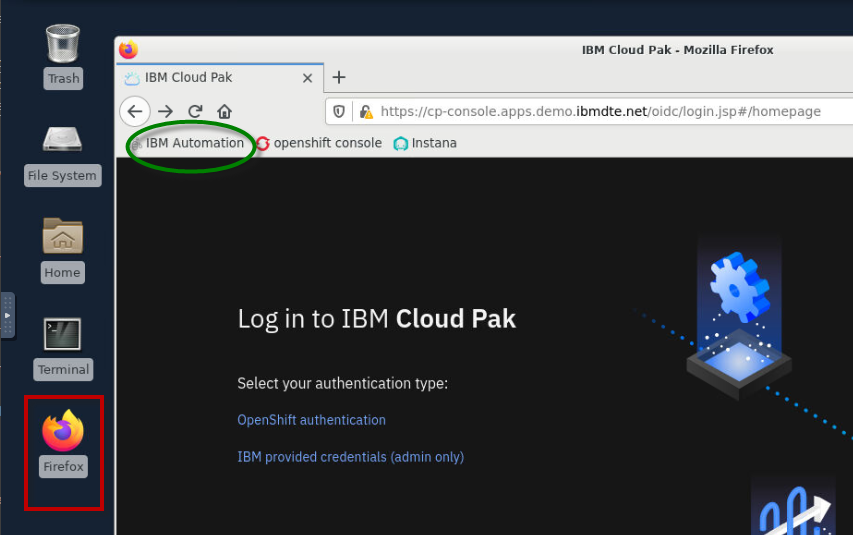 Trash
File System
Home
Terminal
Firefox
IBM Cloud Pak - Mozilla Firefox
IBM Cloud Pak
https://cp-console.apps.demo.ibmdte.net/oidc/login.jsp#/homepage
IBM Automation openshift console Instana
Log in to IBM Cloud Pak
Select your authentication type:
OpenShift authentication
IBM provided credentials (admin only)